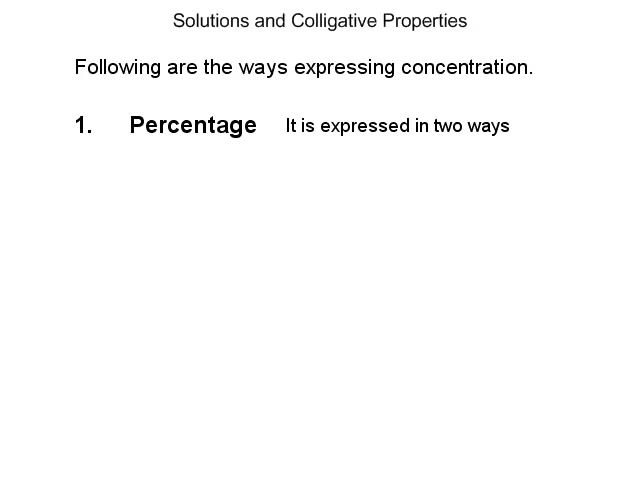 Solutions and Colligative Properties
Following are the ways expressing concentration.
1. Percentage It is expressed in two ways